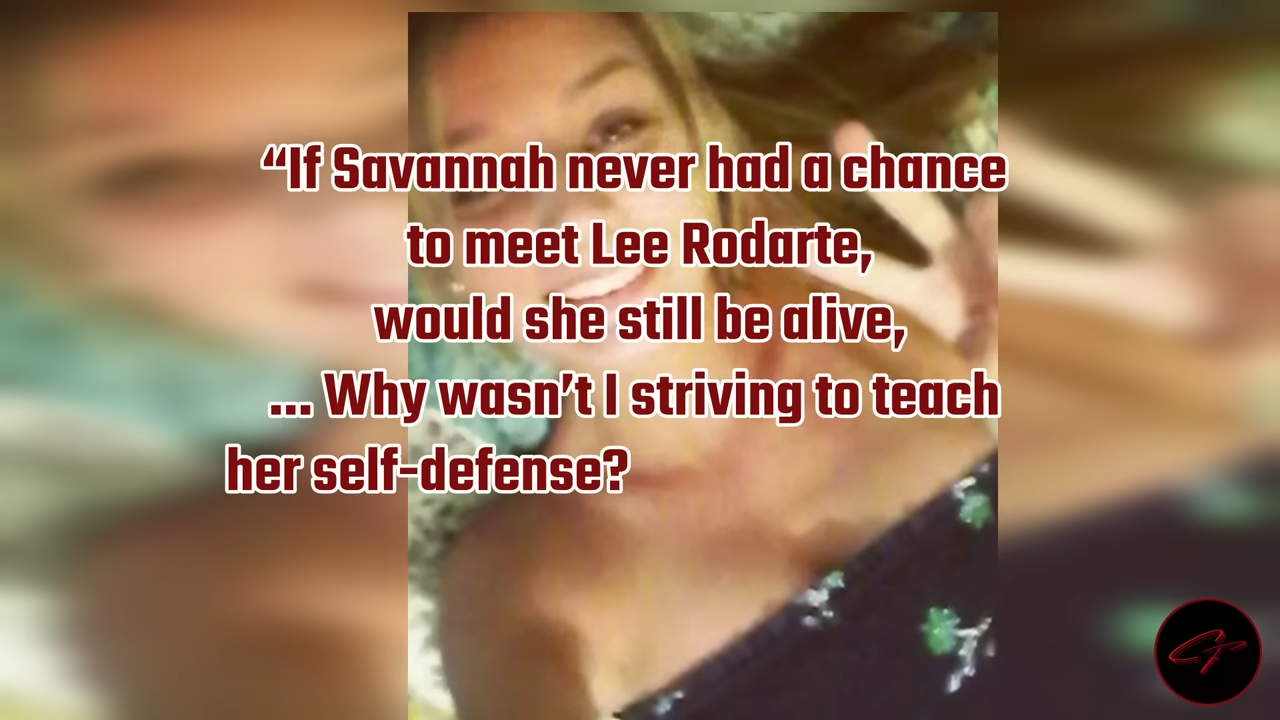 “If Savannah never had a chance
to meet Lee Rodarte,
would she still be alive,
... Why wasn’t I striving to teach
her self-defense?